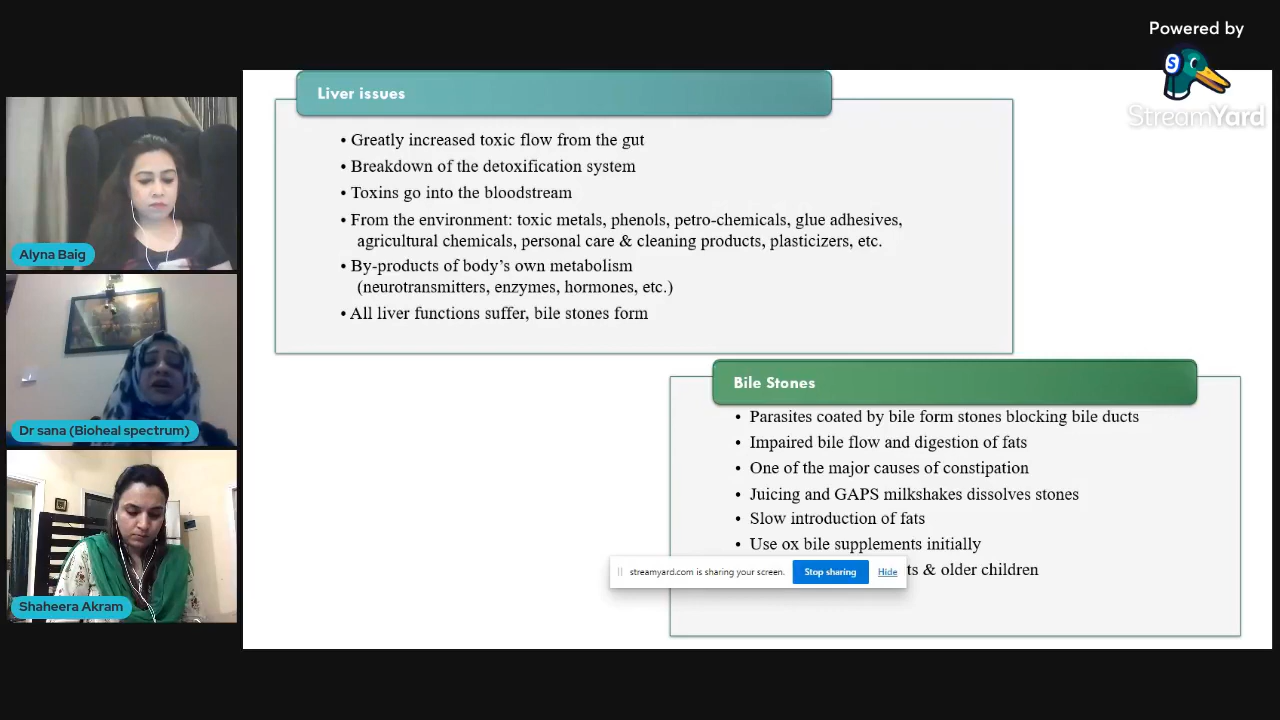 Powered by
StreamYard
Liver issues
• Greatly increased toxic flow from the gut
• Breakdown of the detoxification system
• Toxins go into the bloodstream
• From the environment: toxic metals, phenols, petro-chemicals, glue adhesives,
agricultural chemicals, personal care & cleaning products, plasticizers, etc.
• By-products of body's own metabolism
(neurotransmitters, enzymes, hormones, etc.)
• All liver functions suffer, bile stones form
Bile Stones
• Parasites coated by bile form stones blocking bile ducts
• Impaired bile flow and digestion of fats
• One of the major causes of constipation
• Juicing and GAPS milkshakes dissolves stones
• Slow introduction of fats
• Use ox bile supplements initially
& older children
streamyard.com is sharing your screen.
Stop sharing
Hide
Alyna Baig
Dr sana (Bioheal spectrum)
Shaheera Akram